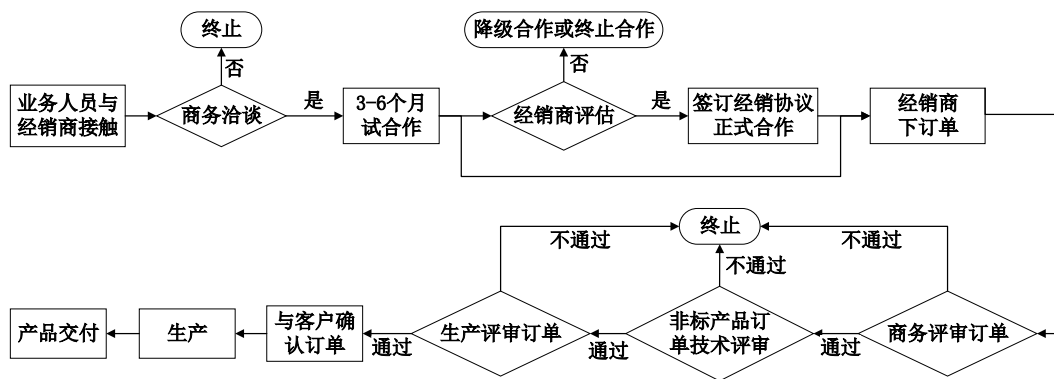 终止
降级合作或终止合作
否
否
业务人员与
经销商接触
商务洽谈
是
3-6个月
试合作
经销商评估
是
签订经销协议
正式合作
经销商
下订单
终止
不通过
不通过
不通过
产品交付
生产
与客户确
认订单
通过
生产评审订单
通过
非标产品订
单技术评审
通过
商务评审订单